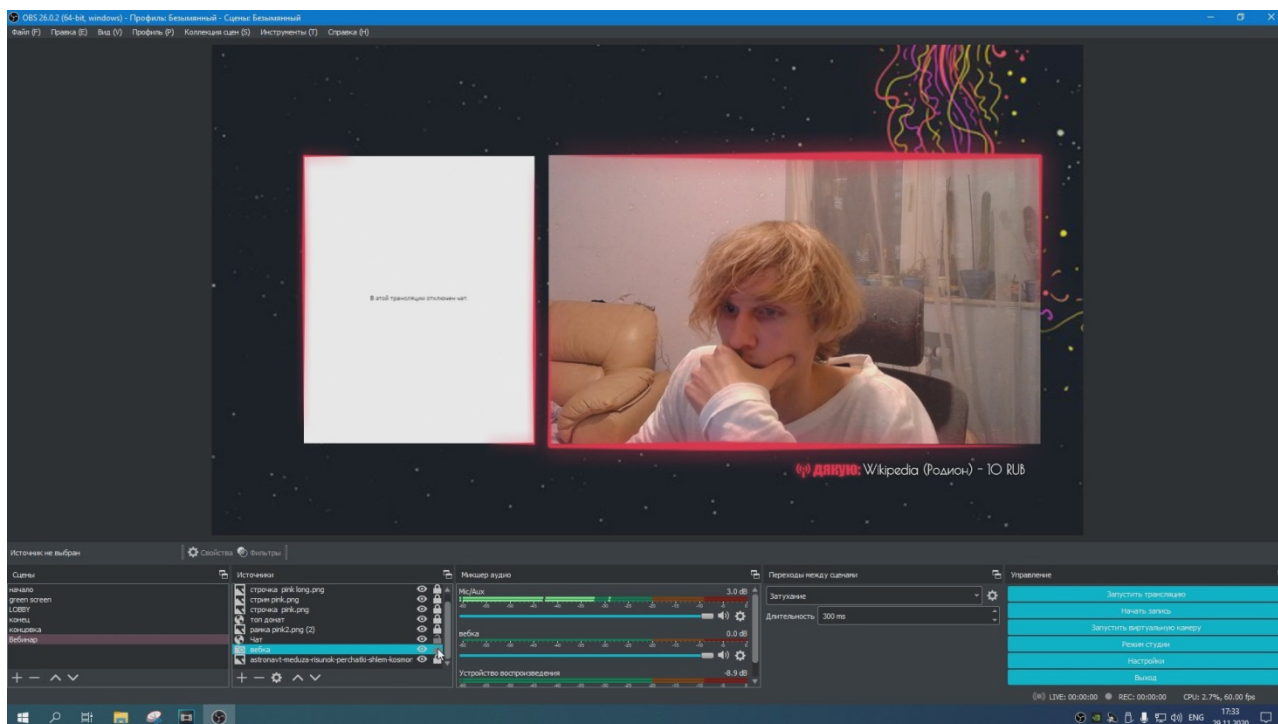 OBS 26.0.2 (64-bit, windows) - Профиль: Безымянный - Сцены: Безымянный
Файл (F) Правка (E) Вид (V) Профиль (P) Коллекция сцен (S) Инструменты (T) Справка (H)
В этой трансляции отключен чат.
ДЯКУЮ: Wikipedia (Родион) - 10 RUB
Источник не выбран
Свойства Фильтры
Сцены
начало
green screen
LOBBY
конец
концовка
Вебинар
Источники
строчка pink long.png
стрим pink.png
строчка pink.png
топ донат
рамка pink2.png (2)
Чат
вебка
astronavt-meduza-risunok-perchatki-shlem-kosmor
Микшер аудио
Mic/Aux 3.0 dB
вебка 0.0 dB
Устройство воспроизведения -8.9 dB
Переходы между сценами
Затухание
Длительность 300 ms
Управление
Запустить трансляцию
Начать запись
Запустить виртуальную камеру
Режим студии
Настройки
Выход
LIVE: 00:00:00 REC: 00:00:00 CPU: 2.7%, 60.00 fps
ENG 17:33
29.11.2020